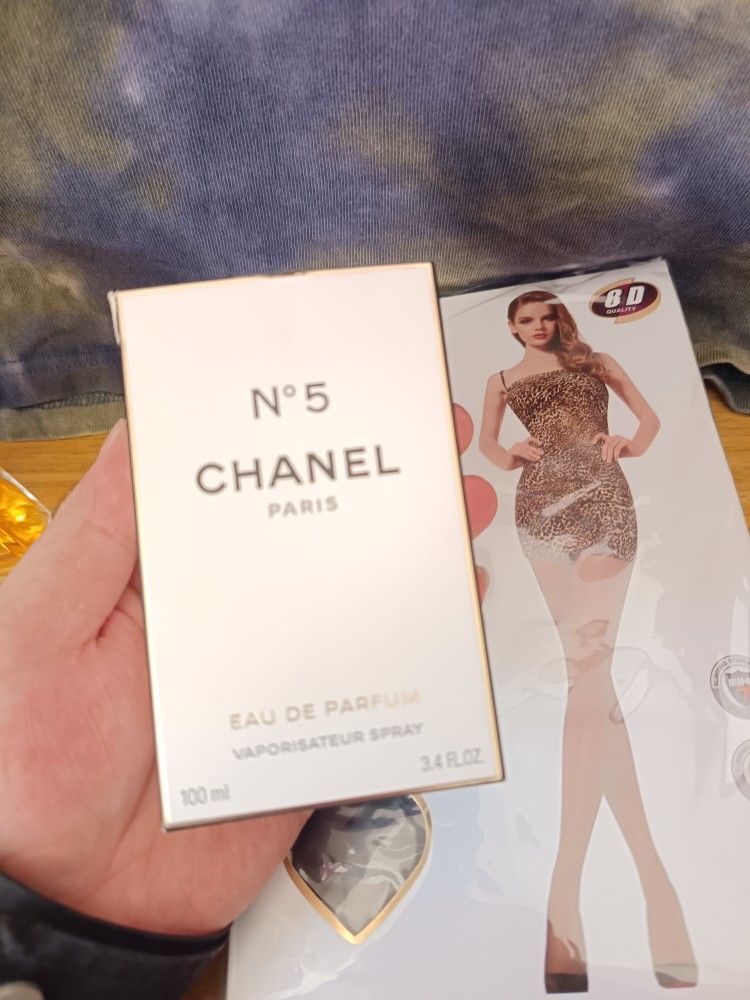 N°5
CHANEL
PARIS
EAU DE PARFUM
VAPORISATEUR SPRAY
100 ml
3.4 FL.OZ.
8D
QUALITY